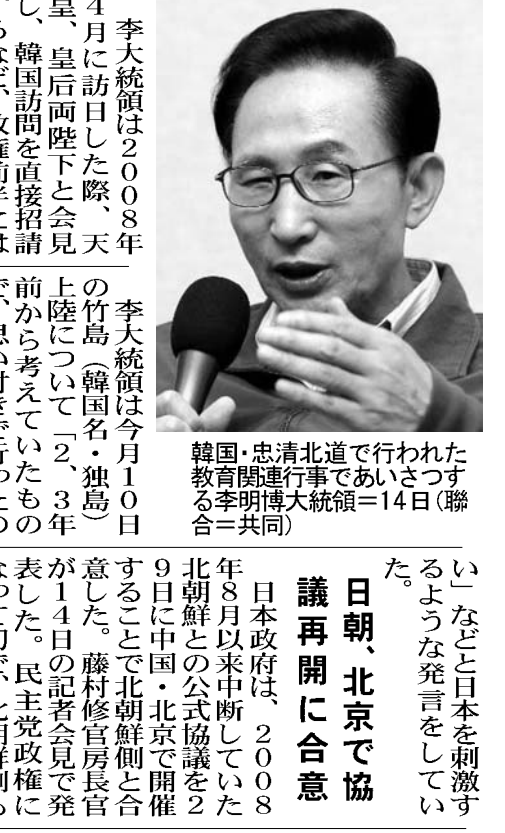 李大統領は2008年
4月に訪日した際、天
皇、皇后両陛下と会見
し、韓国訪問を直接招請
李大統領は今月10日
の竹島（韓国名・独島）
上陸について「2、3年
前から考えていたもの
韓国・忠清北道で行われた
教育関連行事であいさつす
る李明博大統領＝14日（聯
合＝共同）
い」などと日本を刺激す
るような発言をしてい
た。
日朝、北京で協
議再開に合意
日本政府は、2008
年8月以来中断していた
北朝鮮との公式協議を2
9日に中国・北京で開催
することで北朝鮮側と合
意した。藤村修官房長官
が14日の記者会見で発
表した。民主党政権に